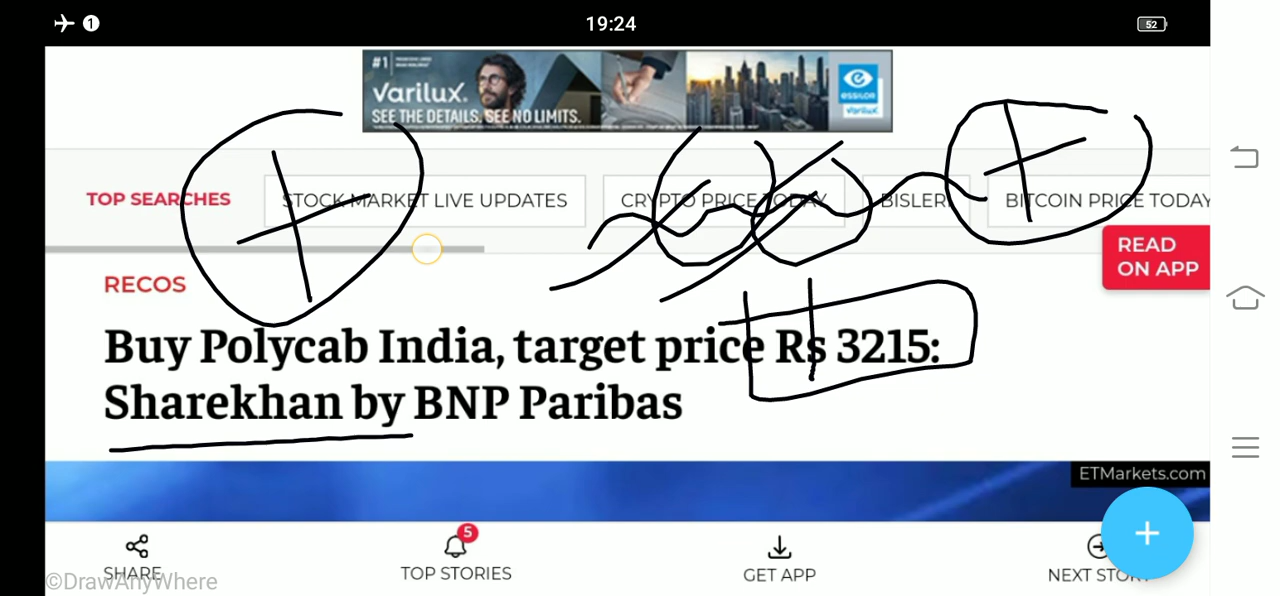 1
19:24
52
#1
varilux.
SEE THE DETAILS. SEE NO LIMITS.
essilor
varilux
TOP SEARCHES
STOCK MARKET LIVE UPDATES
CRYPTO PRICE TODAY
BISLERI
BITCOIN PRICE TODAY
READ
ON APP
RECOS
Buy Polycab India, target price Rs 3215:
Sharekhan by BNP Paribas
ETMarkets.com
+
5
SHARE
TOP STORIES
GET APP
NEXT STORY
©DrawAnyWhere